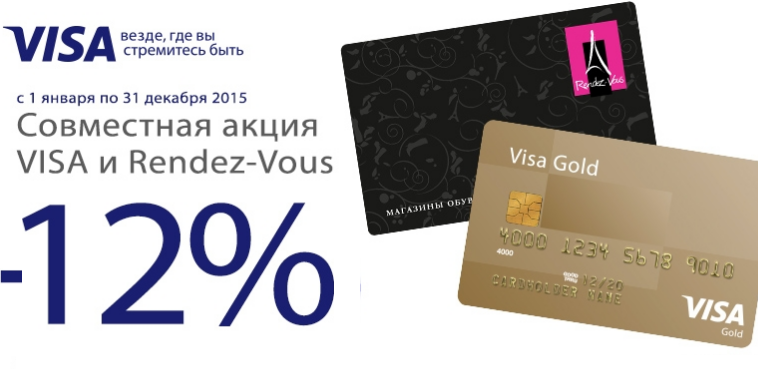 VISA везде, где вы
стремитесь быть
с 1 января по 31 декабря 2015
Совместная акция
VISA и Rendez-Vous
-12%
Rendez-Vous
МАГАЗИНЫ ОБУВ
Visa Gold
4000 1234 5678 9010
4000
12/20
CARDHOLDER NAME
VISA
Gold